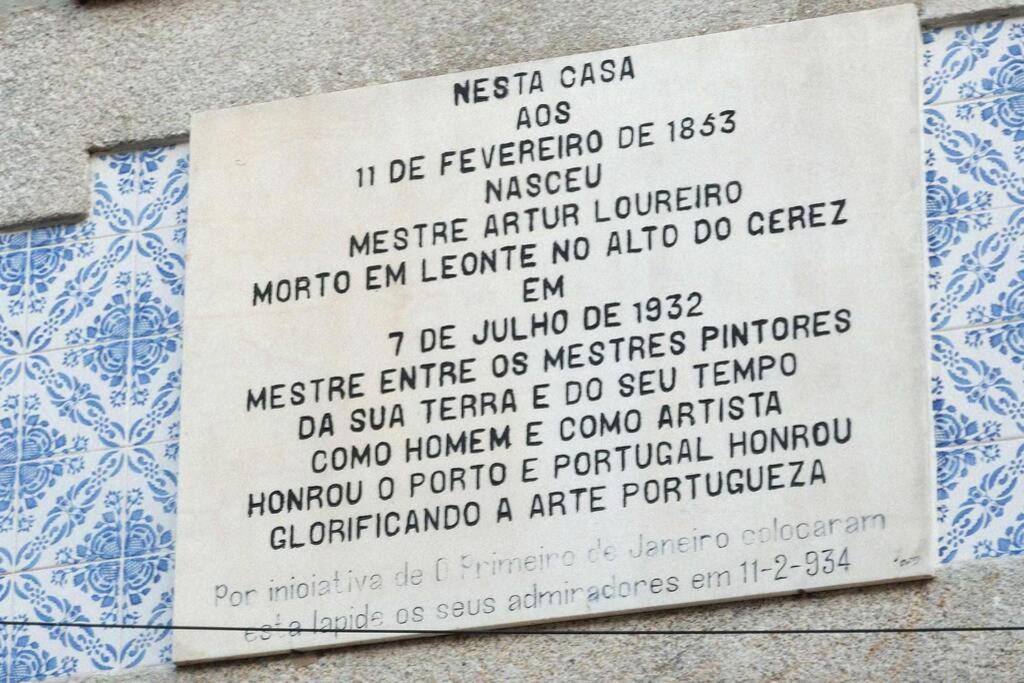 NESTA CASA
AOS
11 DE FEVEREIRO DE 1853
NASCEU
MESTRE ARTUR LOUREIRO
MORTO EM LEONTE NO ALTO DO GEREZ
EM
7 DE JULHO DE 1932
MESTRE ENTRE OS MESTRES PINTORES
DA SUA TERRA E DO SEU TEMPO
COMO HOMEM E COMO ARTISTA
HONROU O PORTO E PORTUGAL HONROU
GLORIFICANDO A ARTE PORTUGUEZA
Por iniciativa de O Primeiro de Janeiro colocaram
esta lapide os seus admiradores em 11-2-934